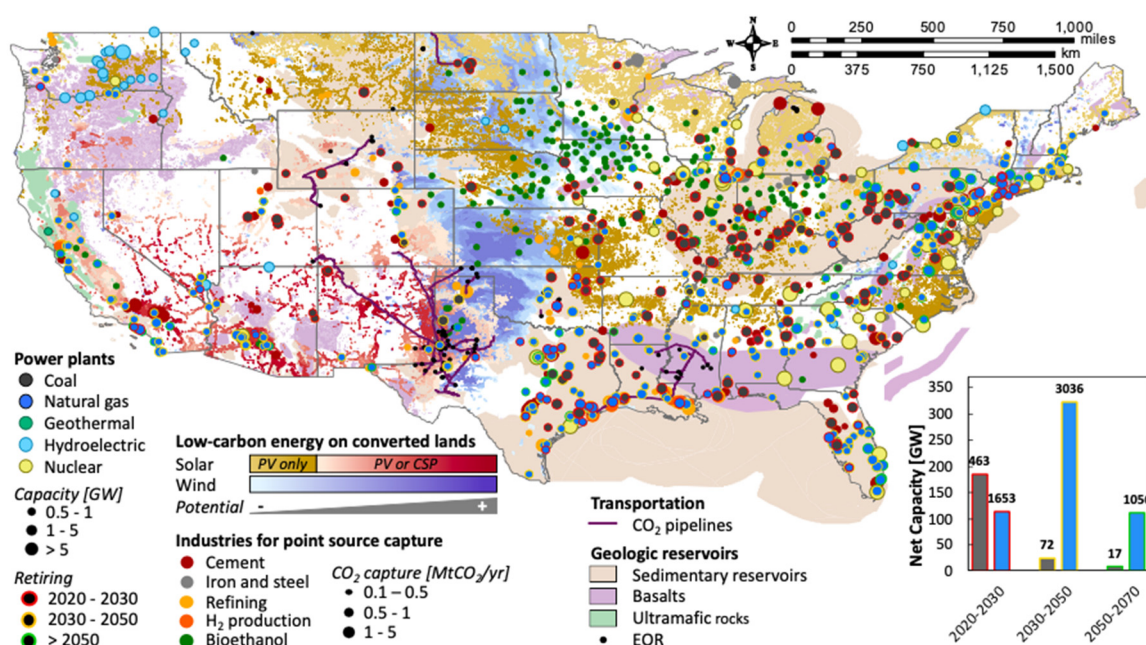 N
W E
S
0 250 500 750 1,000 miles
km
0 375 750 1,125 1,500
Power plants
Coal
Natural gas
Geothermal
Hydroelectric
Nuclear
Capacity [GW]
0.5 - 1
1 - 5
> 5
Retiring
2020 - 2030
2030 - 2050
> 2050
Low-carbon energy on converted lands
Solar PV only PV or CSP
Wind
Potential - +
Industries for point source capture
Cement
Iron and steel
Refining
H2 production
Bioethanol
CO2 capture [MtCO2/yr]
0.1 – 0.5
0.5 - 1
1 - 5
Transportation
CO2 pipelines
Geologic reservoirs
Sedimentary reservoirs
Basalts
Ultramafic rocks
EOR
Net Capacity [GW]
350
300
250
200
150
100
50
0
463
1653
72
3036
17
2020-2030
2030-2050
2050-2070